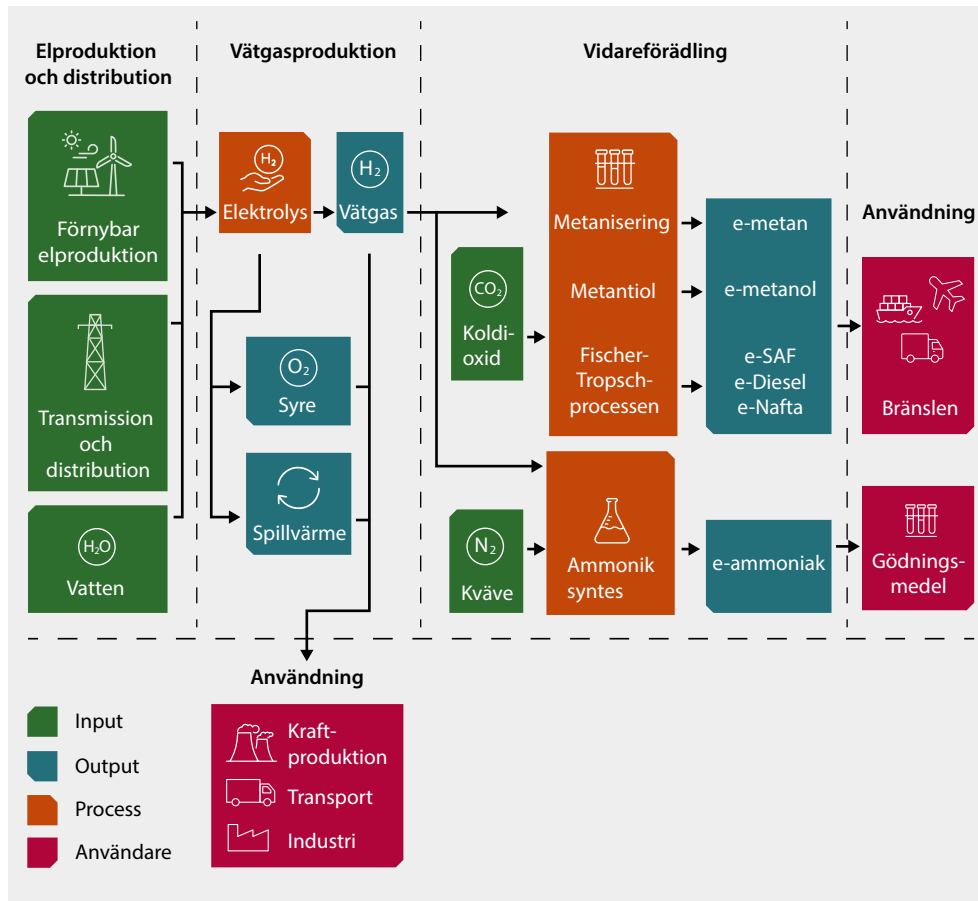 Elproduktion
och distribution
Förnybar
elproduktion
Transmission
och
distribution
H₂O
Vatten
Vätgasproduktion
H₂
Elektrolys
H₂
Vätgas
O₂
Syre
Spillvärme
Vidareförädling
CO₂
Koldi-
oxid
Metanisering
Metantiol
Fischer-
Tropsch-
processen
e-metan
e-metanol
e-SAF
e-Diesel
e-Nafta
N₂
Kväve
Ammonik
syntes
e-ammoniak
Användning
Bränslen
Gödnings-
medel
Användning
Kraft-
produktion
Transport
Industri
Input
Output
Process
Användare